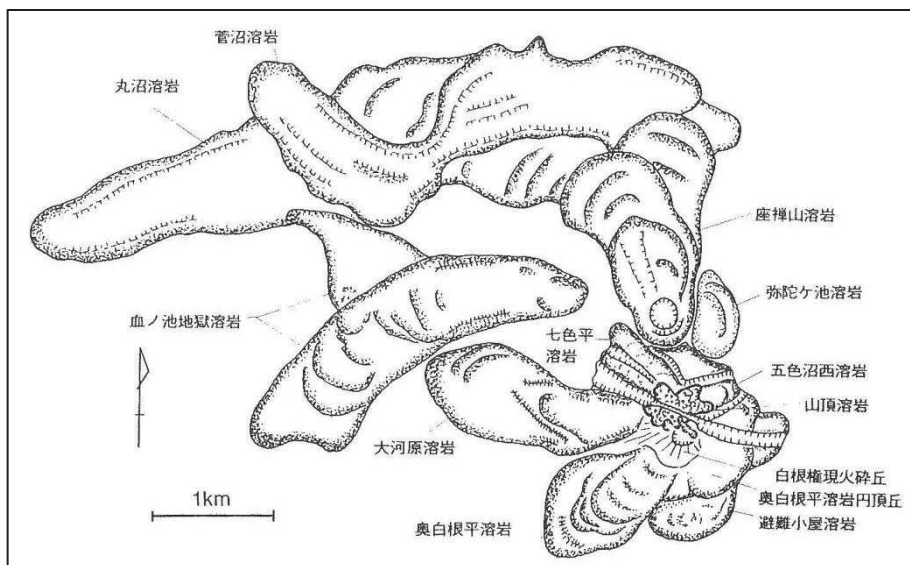 菅沼溶岩
丸沼溶岩
座禅山溶岩
弥陀ケ池溶岩
血ノ池地獄溶岩
七色平
溶岩
五色沼西溶岩
山頂溶岩
大河原溶岩
白根権現火砕丘
奥白根平溶岩円頂丘
避難小屋溶岩
奥白根平溶岩
1km